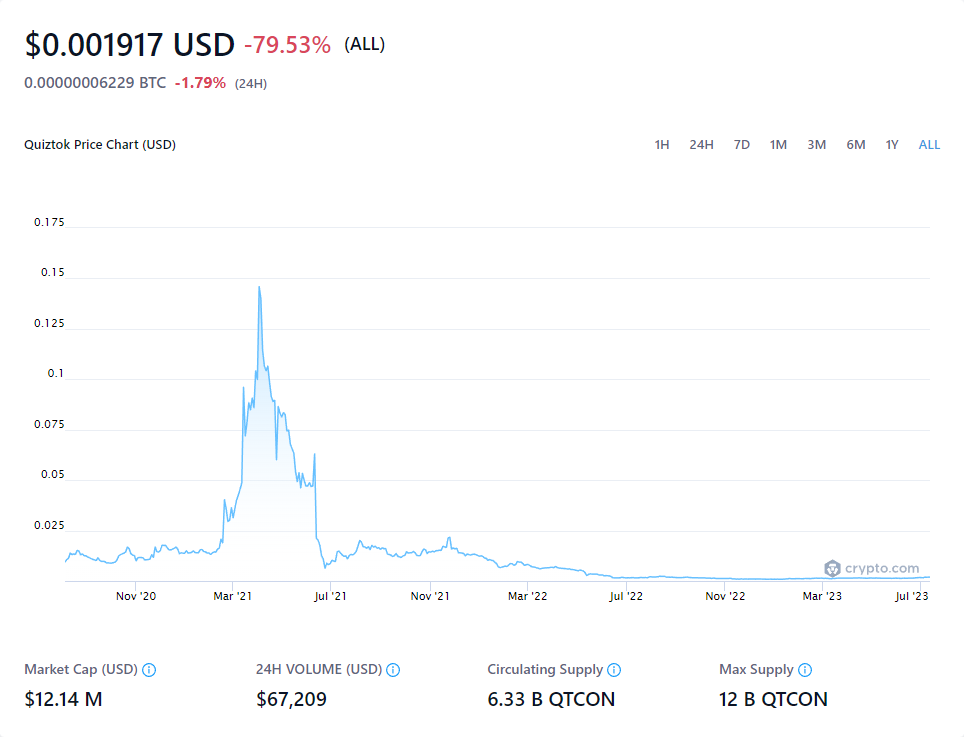 $0.001917 USD -79.53% (ALL)
0.00000006229 BTC -1.79% (24H)
Quiztok Price Chart (USD) 1H 24H 7D 1M 3M 6M 1Y ALL
0.175
0.15
0.125
0.1
0.075
0.05
0.025
crypto.com
Nov '20 Mar '21 Jul '21 Nov '21 Mar '22 Jul '22 Nov '22 Mar '23 Jul '23
Market Cap (USD) 24H VOLUME (USD) Circulating Supply Max Supply
$12.14 M $67,209 6.33 B QTCON 12 B QTCON